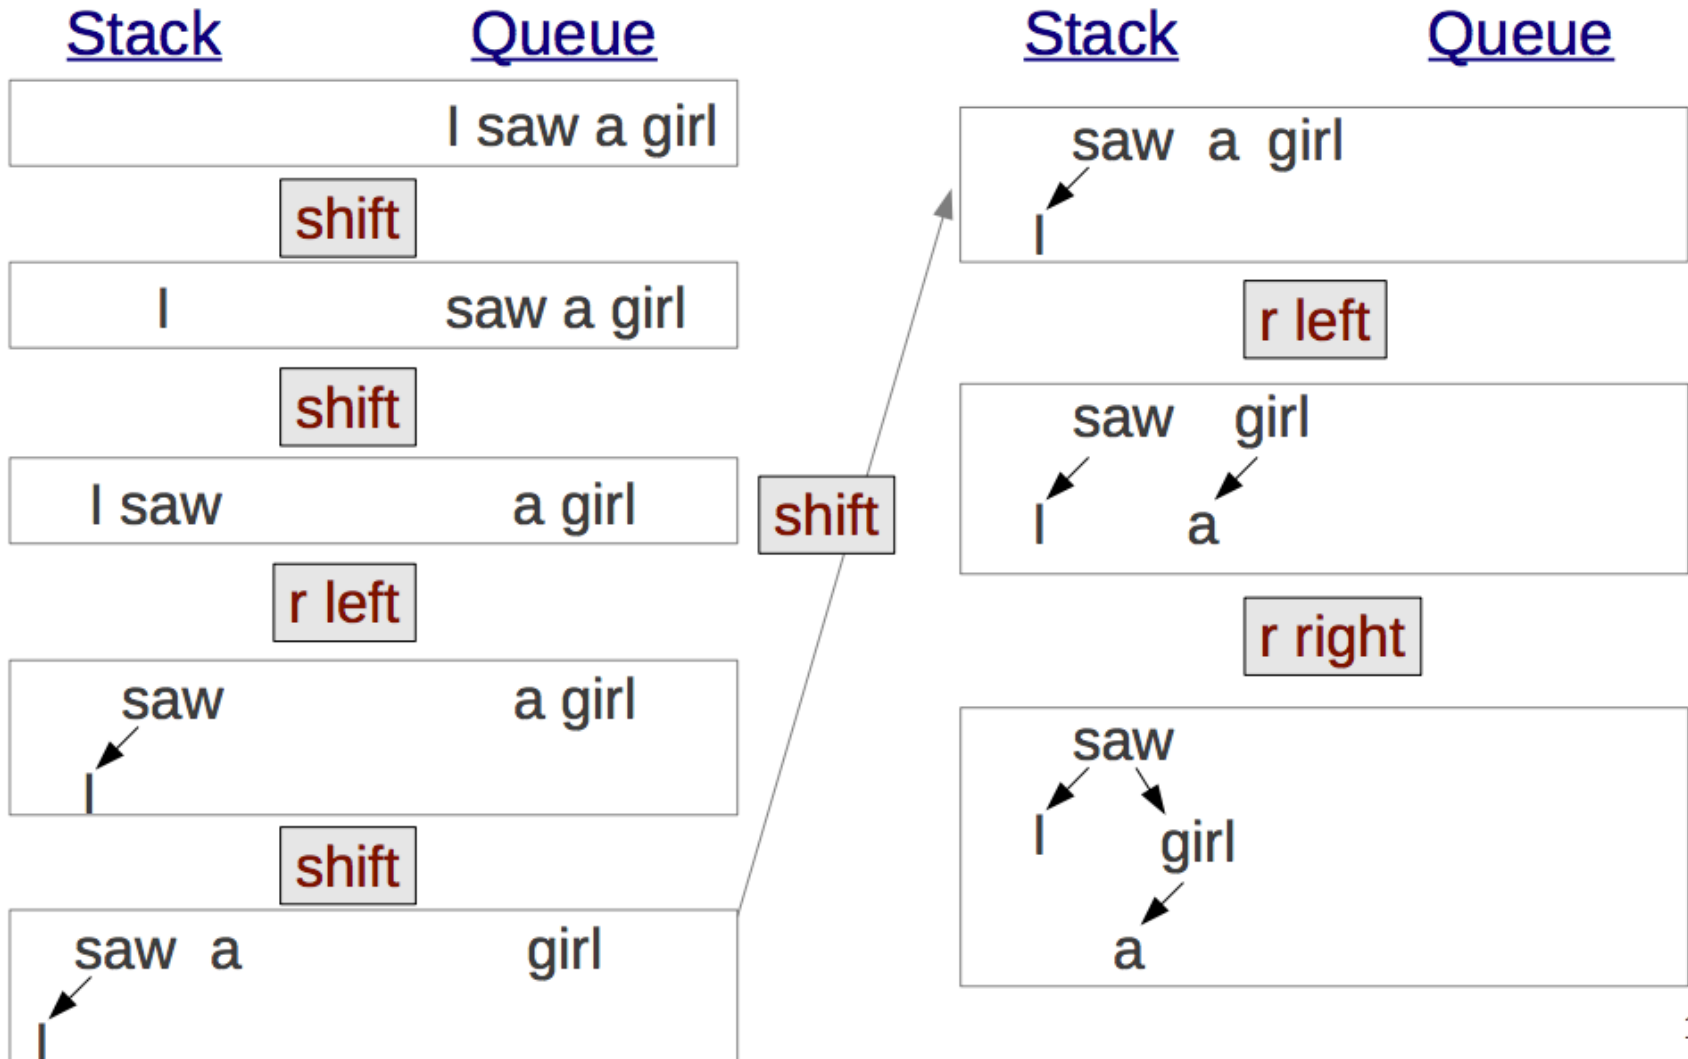 Stack Queue
I saw a girl
shift
I saw a girl
shift
I saw a girl
r left
saw a girl
I
shift
saw a girl
I
shift
Stack Queue
saw a girl
I
r left
saw girl
I a
r right
saw
I girl
a